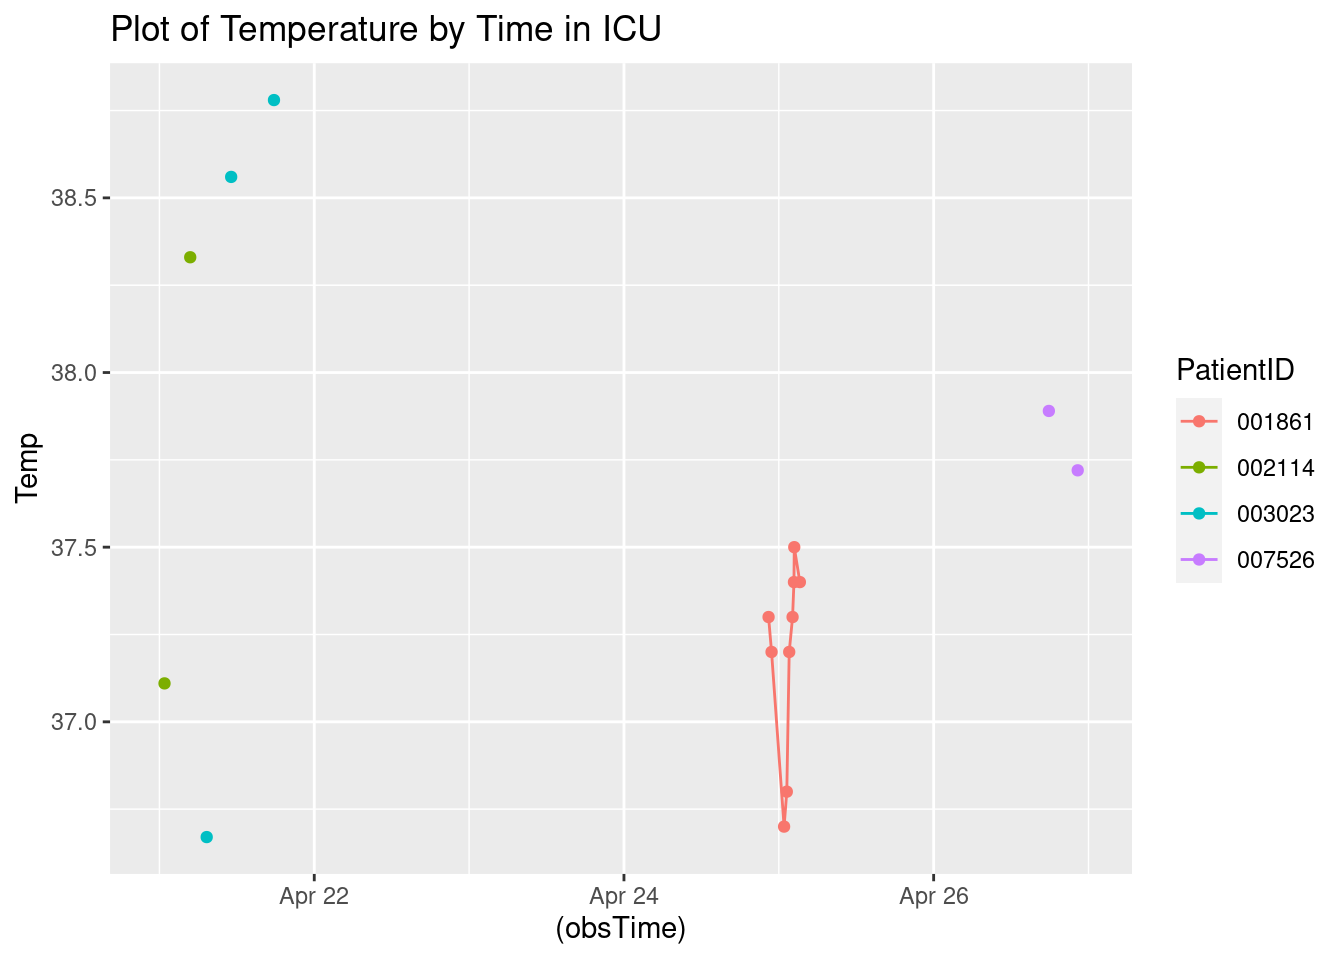 Plot of Temperature by Time in ICU
38.5
38.0
37.5
37.0
Temp
Apr 22
Apr 24
Apr 26
(obsTime)
PatientID
001861
002114
003023
007526